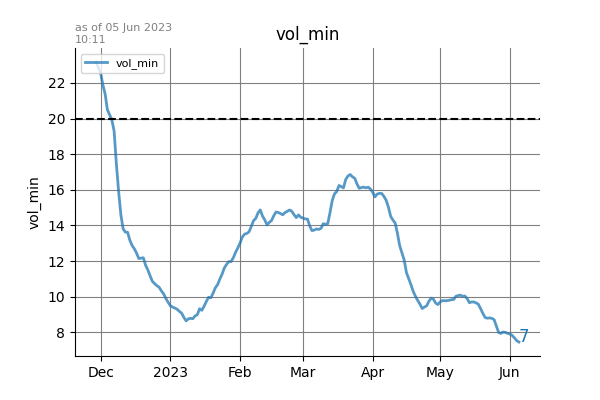 as of 05 Jun 2023
10:11
vol_min
vol_min
22
20
18
16
14
12
10
8
vol_min
7
Dec
2023
Feb
Mar
Apr
May
Jun